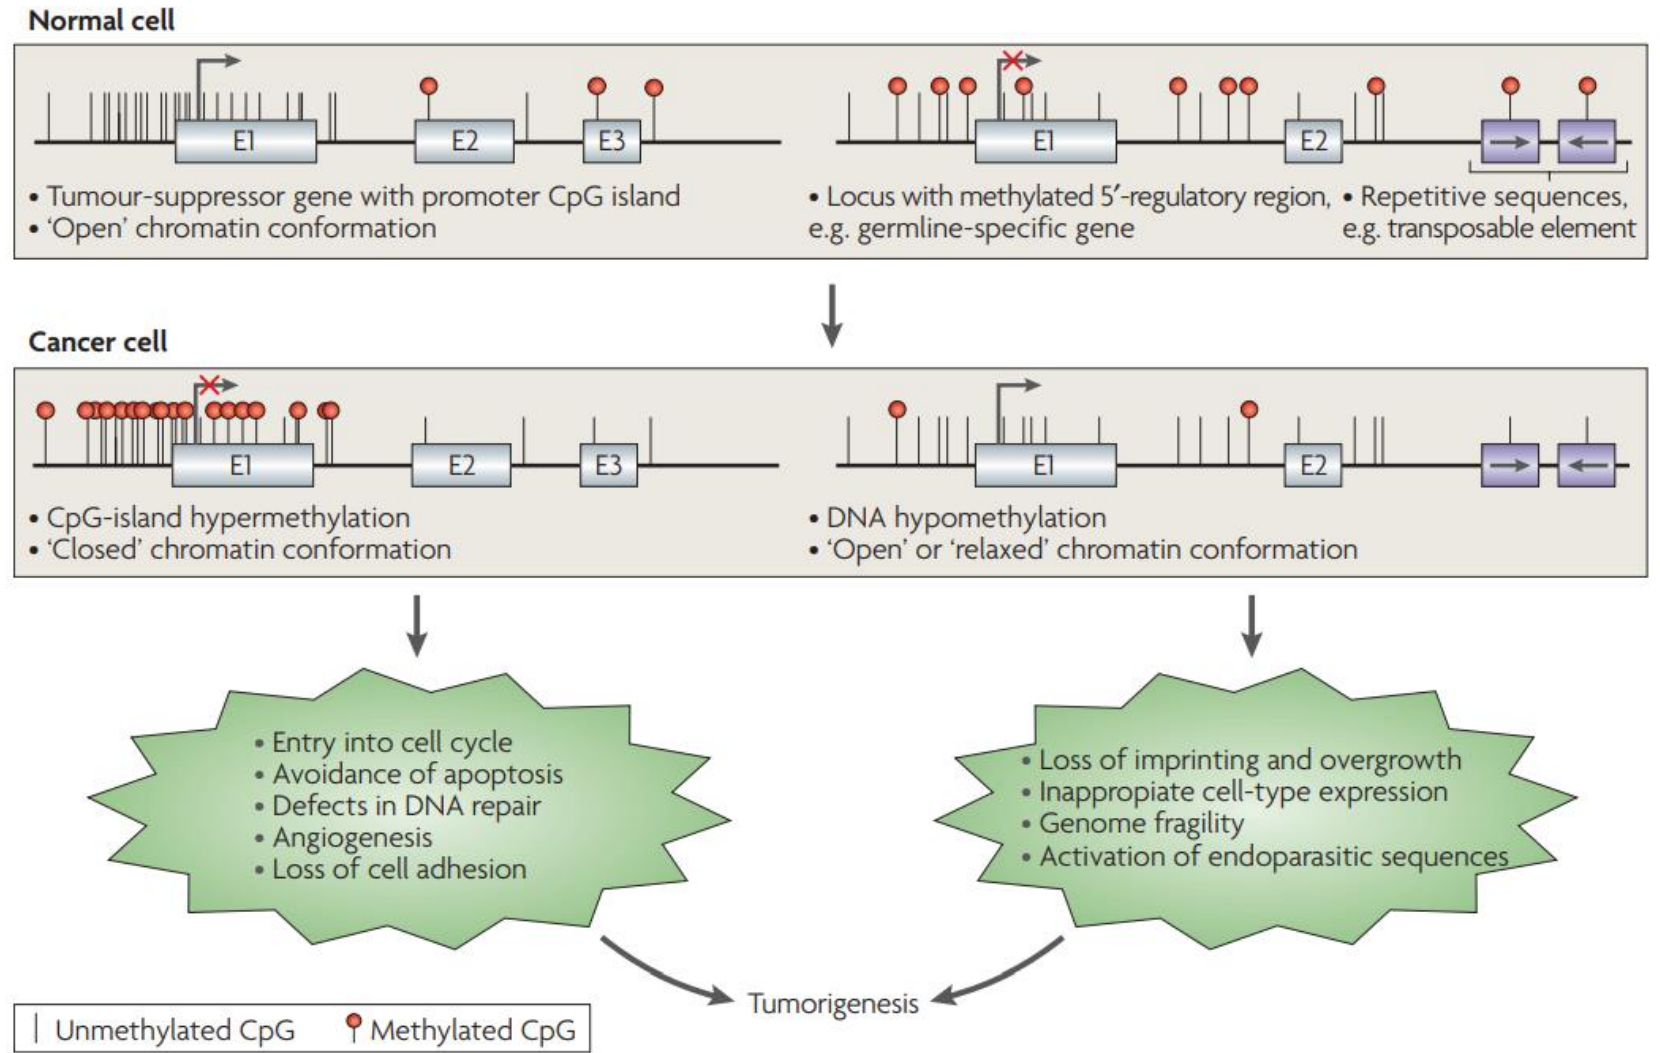 Normal cell
E1
E2
E3
E1
E2
• Tumour-suppressor gene with promoter CpG island
• ‘Open’ chromatin conformation
• Locus with methylated 5′-regulatory region,
e.g. germline-specific gene
• Repetitive sequences,
e.g. transposable element
Cancer cell
E1
E2
E3
E1
E2
• CpG-island hypermethylation
• ‘Closed’ chromatin conformation
• DNA hypomethylation
• ‘Open’ or ‘relaxed’ chromatin conformation
• Entry into cell cycle
• Avoidance of apoptosis
• Defects in DNA repair
• Angiogenesis
• Loss of cell adhesion
• Loss of imprinting and overgrowth
• Inappropiate cell-type expression
• Genome fragility
• Activation of endoparasitic sequences
Tumorigenesis
Unmethylated CpG
Methylated CpG